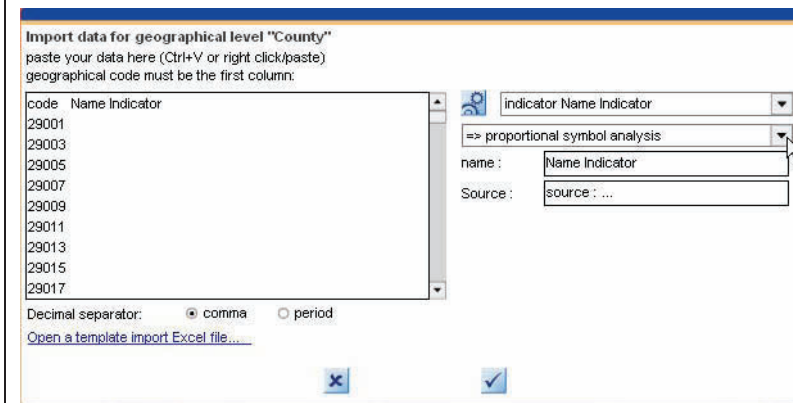 Import data for geographical level "County"
paste your data here (Ctrl+V or right click/paste)
geographical code must be the first column:
code Name Indicator
29001
29003
29005
29007
29009
29011
29013
29015
29017
indicator Name Indicator
=> proportional symbol analysis
name : Name Indicator
Source : source : ...
Decimal separator: comma period
Open a template import Excel file...